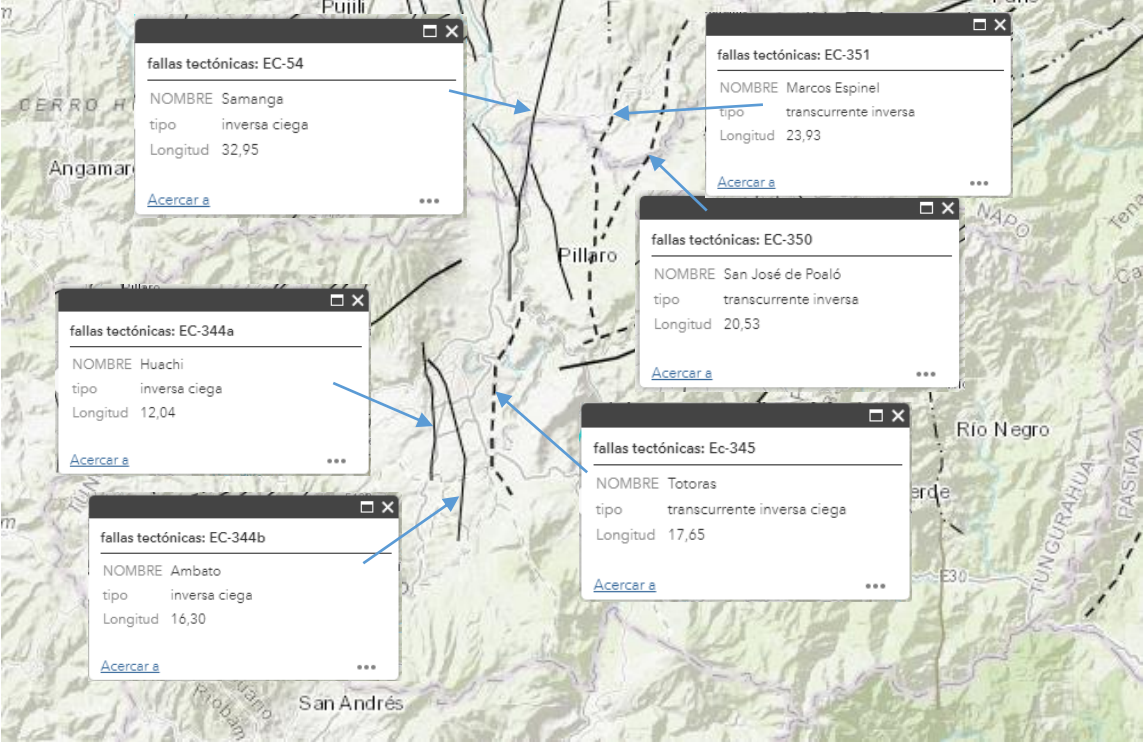 Pujili
fallas tectónicas: EC-54
NOMBRE Samanga
tipo inversa ciega
Longitud 32,95
Acercar a
fallas tectónicas: EC-351
NOMBRE Marcos Espinel
tipo transcurrente inversa
Longitud 23,93
Acercar a
CERRO H
Angamar
NAPO
Pillaro
fallas tectónicas: EC-350
NOMBRE San José de Poaló
tipo transcurrente inversa
Longitud 20,53
Acercar a
fallas tectónicas: EC-344a
NOMBRE Huachi
tipo inversa ciega
Longitud 12,04
Acercar a
fallas tectónicas: Ec-345
NOMBRE Totoras
tipo transcurrente inversa ciega
Longitud 17,65
Acercar a
Río Negro
erde
PASTAZA
TUNGURAHUA
E30
fallas tectónicas: EC-344b
NOMBRE Ambato
tipo inversa ciega
Longitud 16,30
Acercar a
San Andrés